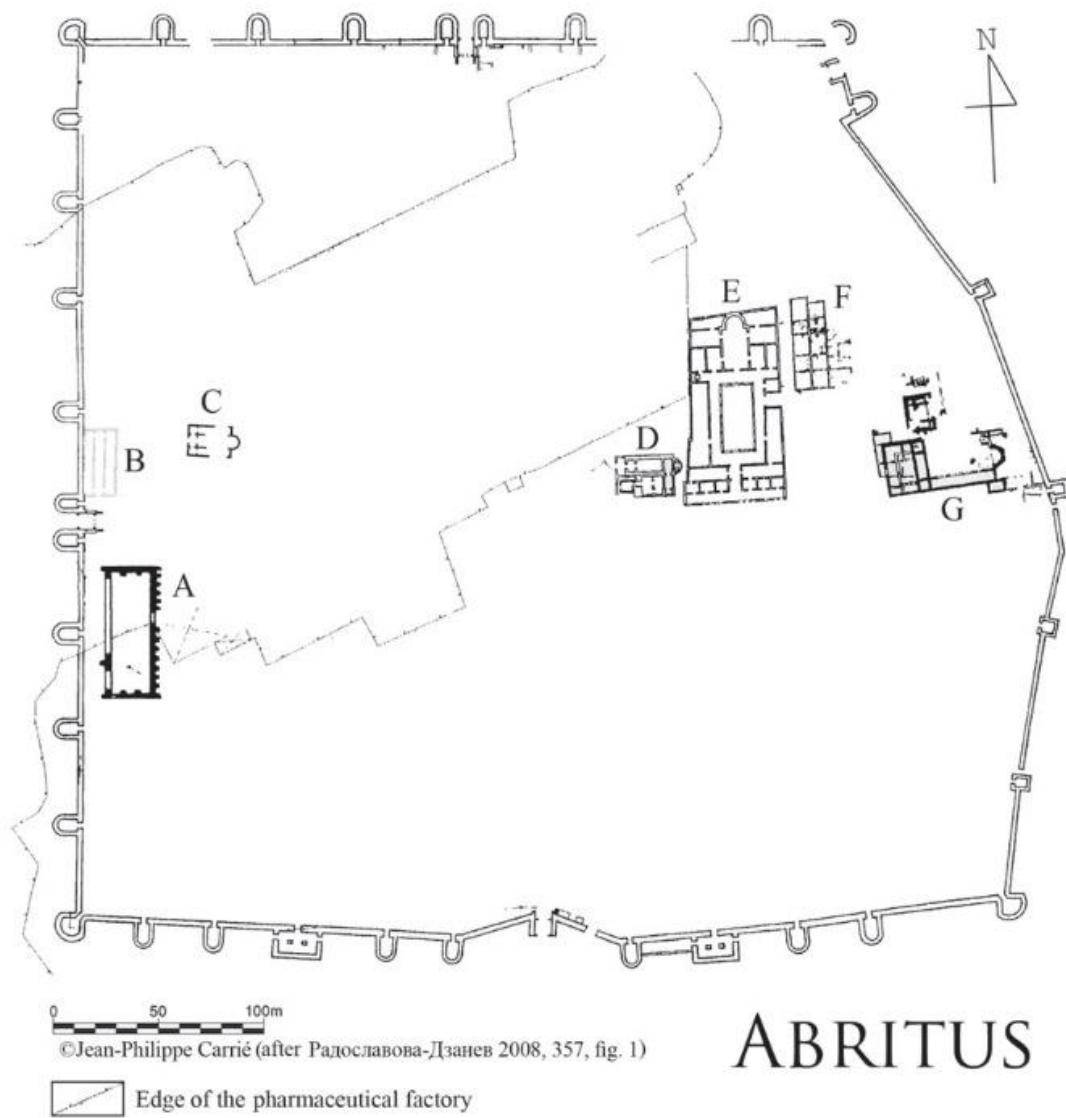 N
E
F
C
D
B
G
A
0 50 100m
©Jean-Philippe Carrié (after Радославова-Дзанев 2008, 357, fig. 1)
ABRITUS
Edge of the pharmaceutical factory